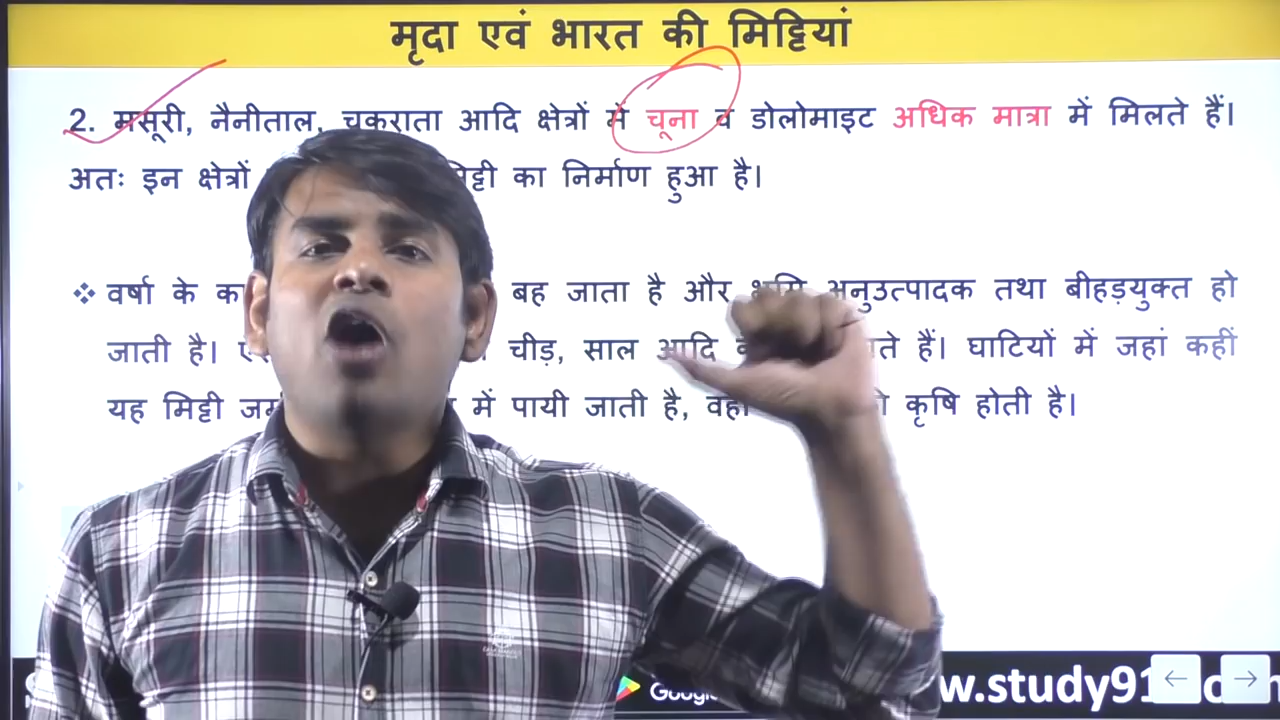 मृदा एवं भारत की मिट्टियां
2. मसूरी, नैनीताल, चकराता आदि क्षेत्रों में चूना व डोलोमाइट अधिक मात्रा में मिलते हैं।
अतः इन क्षेत्रों मिट्टी का निर्माण हुआ है।
❖ वर्षा के बह जाता है और भूमि अनुउत्पादक तथा बीहड़युक्त हो
जाती है। चीड़, साल आदि हैं। घाटियों में जहां कहीं
यह मिट्टी में पायी जाती है, वहां कृषि होती है।
w.study91